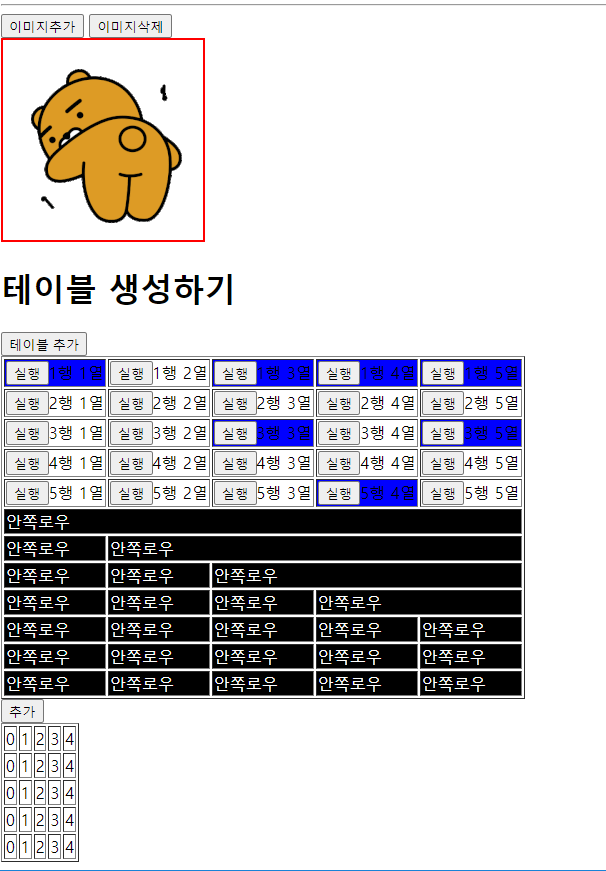 이미지추가 이미지삭제
테이블 생성하기
테이블 추가
실행 1행 1열 실행 1행 2열 실행 1행 3열 실행 1행 4열 실행 1행 5열
실행 2행 1열 실행 2행 2열 실행 2행 3열 실행 2행 4열 실행 2행 5열
실행 3행 1열 실행 3행 2열 실행 3행 3열 실행 3행 4열 실행 3행 5열
실행 4행 1열 실행 4행 2열 실행 4행 3열 실행 4행 4열 실행 4행 5열
실행 5행 1열 실행 5행 2열 실행 5행 3열 실행 5행 4열 실행 5행 5열
안쪽로우
안쪽로우 안쪽로우
안쪽로우 안쪽로우 안쪽로우
안쪽로우 안쪽로우 안쪽로우 안쪽로우
안쪽로우 안쪽로우 안쪽로우 안쪽로우 안쪽로우
안쪽로우 안쪽로우 안쪽로우 안쪽로우 안쪽로우
안쪽로우 안쪽로우 안쪽로우 안쪽로우 안쪽로우
추가
0 1 2 3 4
0 1 2 3 4
0 1 2 3 4
0 1 2 3 4
0 1 2 3 4